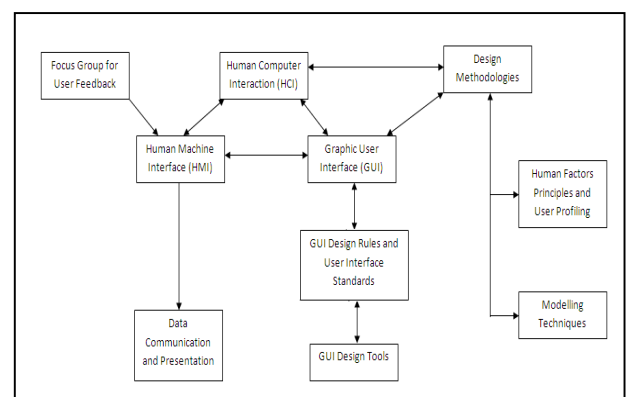 Focus Group for
User Feedback
Human Computer
Interaction (HCI)
Design
Methodologies
Human Machine
Interface (HMI)
Graphic User
Interface (GUI)
Human Factors
Principles and
User Profiling
GUI Design Rules and
User Interface
Standards
Data
Communication
and Presentation
Modelling
Techniques
GUI Design Tools